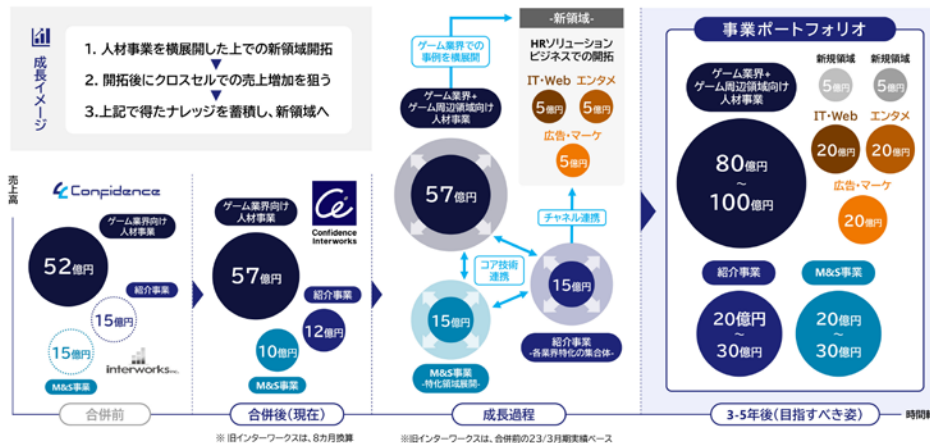 成長イメージ
1. 人材事業を横展開した上での新領域開拓
2. 開拓後にクロスセルでの売上増加を狙う
3.上記で得たナレッジを蓄積し、新領域へ
売上高
Confidence
ゲーム業界向け
人材事業
52億円
紹介事業
15億円
15億円
interworks inc.
M&S事業
合併前
ゲーム業界向け
人材事業
Confidence
Interworks
57億円
紹介事業
12億円
10億円
M&S事業
合併後(現在)
※ 旧インターワークスは、8カ月換算
ゲーム業界での
事例を横展開
ゲーム業界+
ゲーム周辺領域向け
人材事業
57億円
-新領域-
HRソリューション
ビジネスでの開拓
IT・Web
エンタメ
5億円
5億円
広告・マーケ
5億円
チャネル連携
コア技術
連携
15億円
15億円
紹介事業
-各業界特化の集合体-
M&S事業
-特化領域展開-
成長過程
※旧インターワークスは、合併前の23/3月期実績ベース
事業ポートフォリオ
ゲーム業界+
ゲーム周辺領域向け
人材事業
80億円
~
100億円
新規領域
新規領域
5億円
5億円
IT・Web
エンタメ
20億円
20億円
広告・マーケ
20億円
紹介事業
M&S事業
20億円
~
30億円
20億円
~
30億円
3-5年後(目指すべき姿)
時間軸